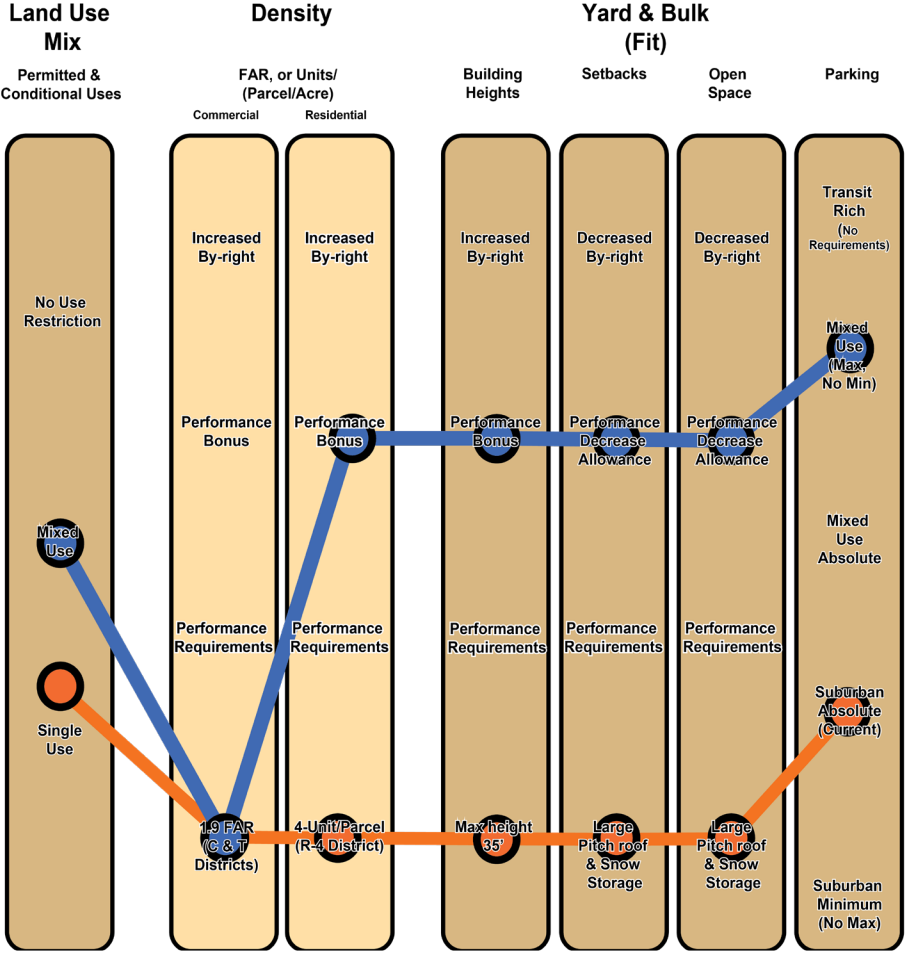 Land Use
Mix
Density
Yard & Bulk
(Fit)
Permitted &
Conditional Uses
FAR, or Units/
(Parcel/Acre)
Commercial
Residential
Building
Heights
Setbacks
Open
Space
Parking
No Use
Restriction
Mixed
Use
Single
Use
Increased
By-right
Performance
Bonus
Performance
Requirements
1.9 FAR
(C & T
Districts)
Increased
By-right
Performance
Bonus
Performance
Requirements
4-Unit/Parcel
(R-4 District)
Increased
By-right
Performance
Bonus
Performance
Requirements
Max height
35'
Decreased
By-right
Performance
Decrease
Allowance
Performance
Requirements
Large
Pitch roof
& Snow
Storage
Decreased
By-right
Performance
Decrease
Allowance
Performance
Requirements
Large
Pitch roof
& Snow
Storage
Transit
Rich
(No
Requirements)
Mixed
Use
(Max,
No Min)
Mixed
Use
Absolute
Suburban
Absolute
(Current)
Suburban
Minimum
(No Max)